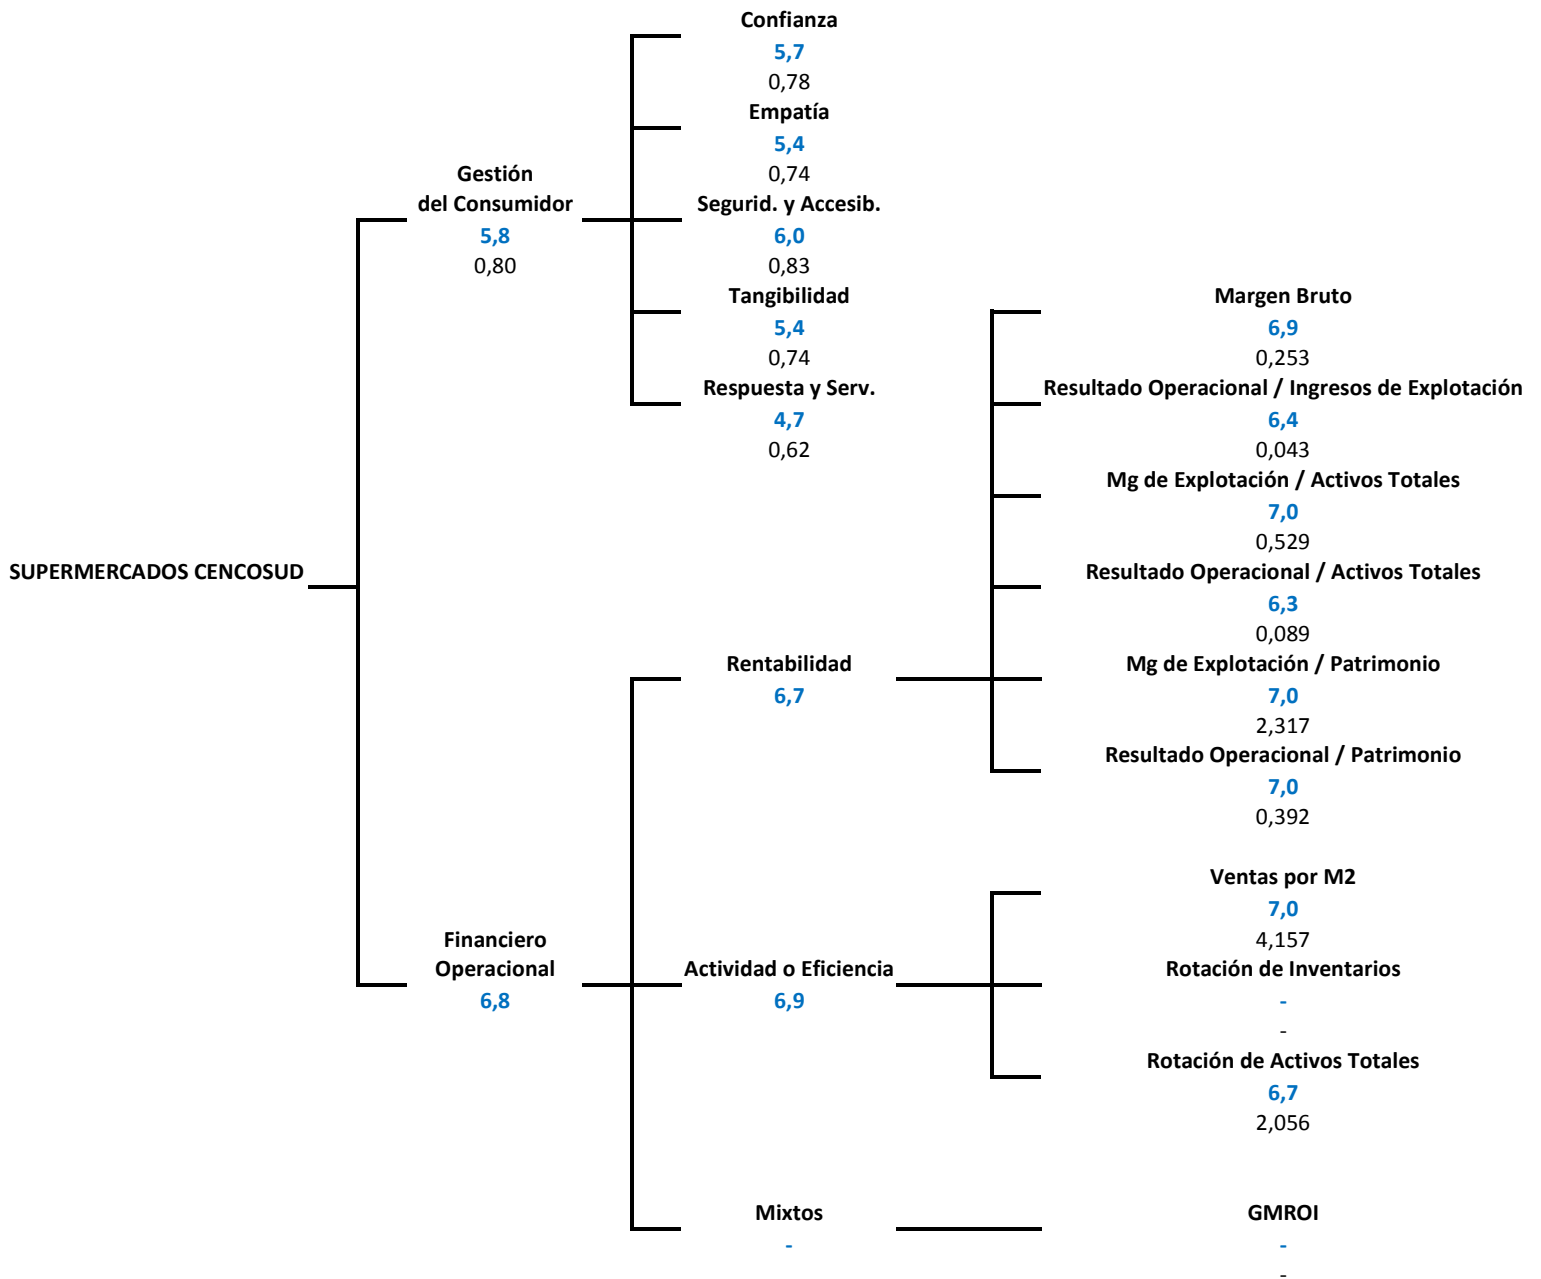 Confianza
5,7
0,78
Empatía
5,4
0,74
Gestión
del Consumidor
5,8
0,80
Segurid. y Accesib.
6,0
0,83
Tangibilidad
5,4
0,74
Respuesta y Serv.
4,7
0,62
Margen Bruto
6,9
0,253
Resultado Operacional / Ingresos de Explotación
6,4
0,043
Mg de Explotación / Activos Totales
7,0
0,529
SUPERMERCADOS CENCOSUD
Resultado Operacional / Activos Totales
6,3
0,089
Rentabilidad
6,7
Mg de Explotación / Patrimonio
7,0
2,317
Resultado Operacional / Patrimonio
7,0
0,392
Ventas por M2
7,0
4,157
Financiero
Operacional
6,8
Actividad o Eficiencia
6,9
Rotación de Inventarios
-
-
Rotación de Activos Totales
6,7
2,056
Mixtos
-
GMROI
-
-